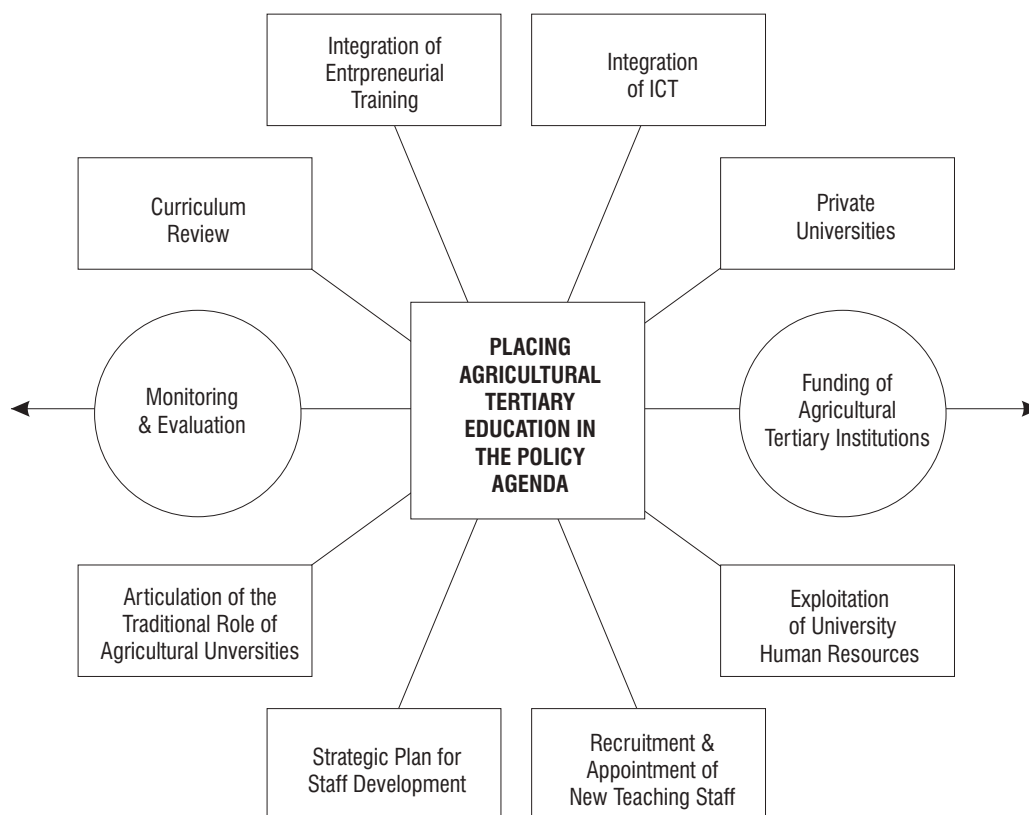 Integration of
Entrpreneurial
Training
Integration
of ICT
Curriculum
Review
Private
Universities
PLACING
AGRICULTURAL
TERTIARY
EDUCATION IN
THE POLICY
AGENDA
Monitoring
& Evaluation
Funding of
Agricultural
Tertiary Institutions
Articulation of the
Traditional Role of
Agricultural Unversities
Exploitation
of University
Human Resources
Strategic Plan for
Staff Development
Recruitment &
Appointment of
New Teaching Staff